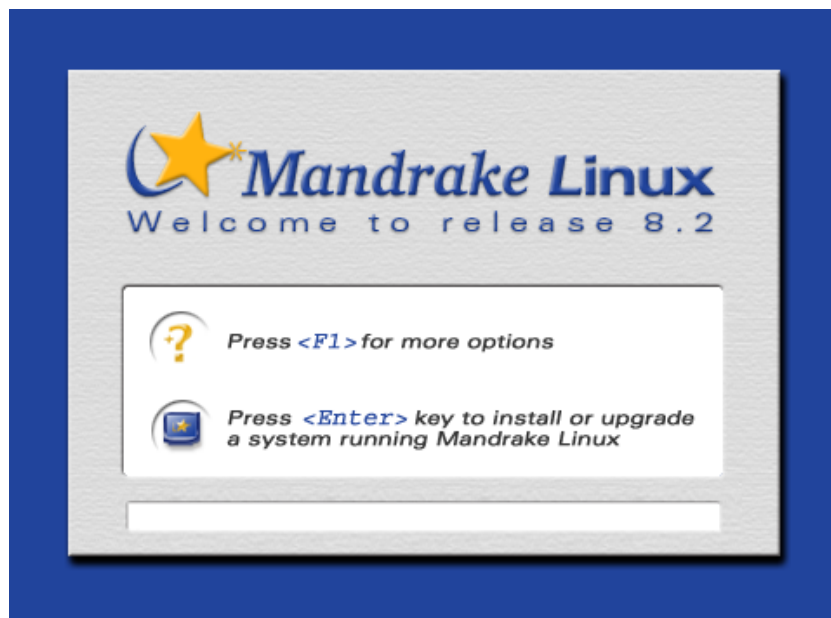 Mandrake Linux
Welcome to release 8.2
?
Press <F1> for more options
Press <Enter> key to install or upgrade
a system running Mandrake Linux